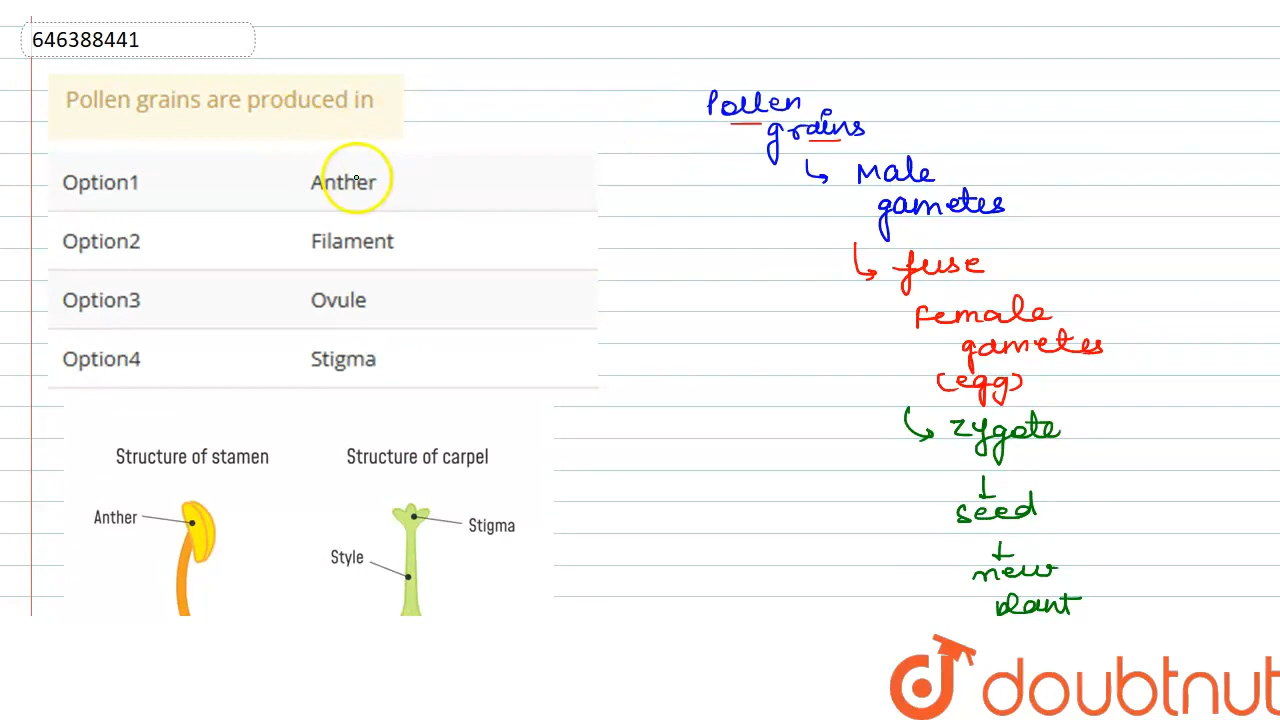 646388441
Pollen grains are produced in
Option1 Anther
Option2 Filament
Option3 Ovule
Option4 Stigma
Structure of stamen Structure of carpel
Anther
Stigma
Style
Pollen
grains
Male
gametes
fuse
Female
gametes
(egg)
zygote
seed
new
plant
doubtnut